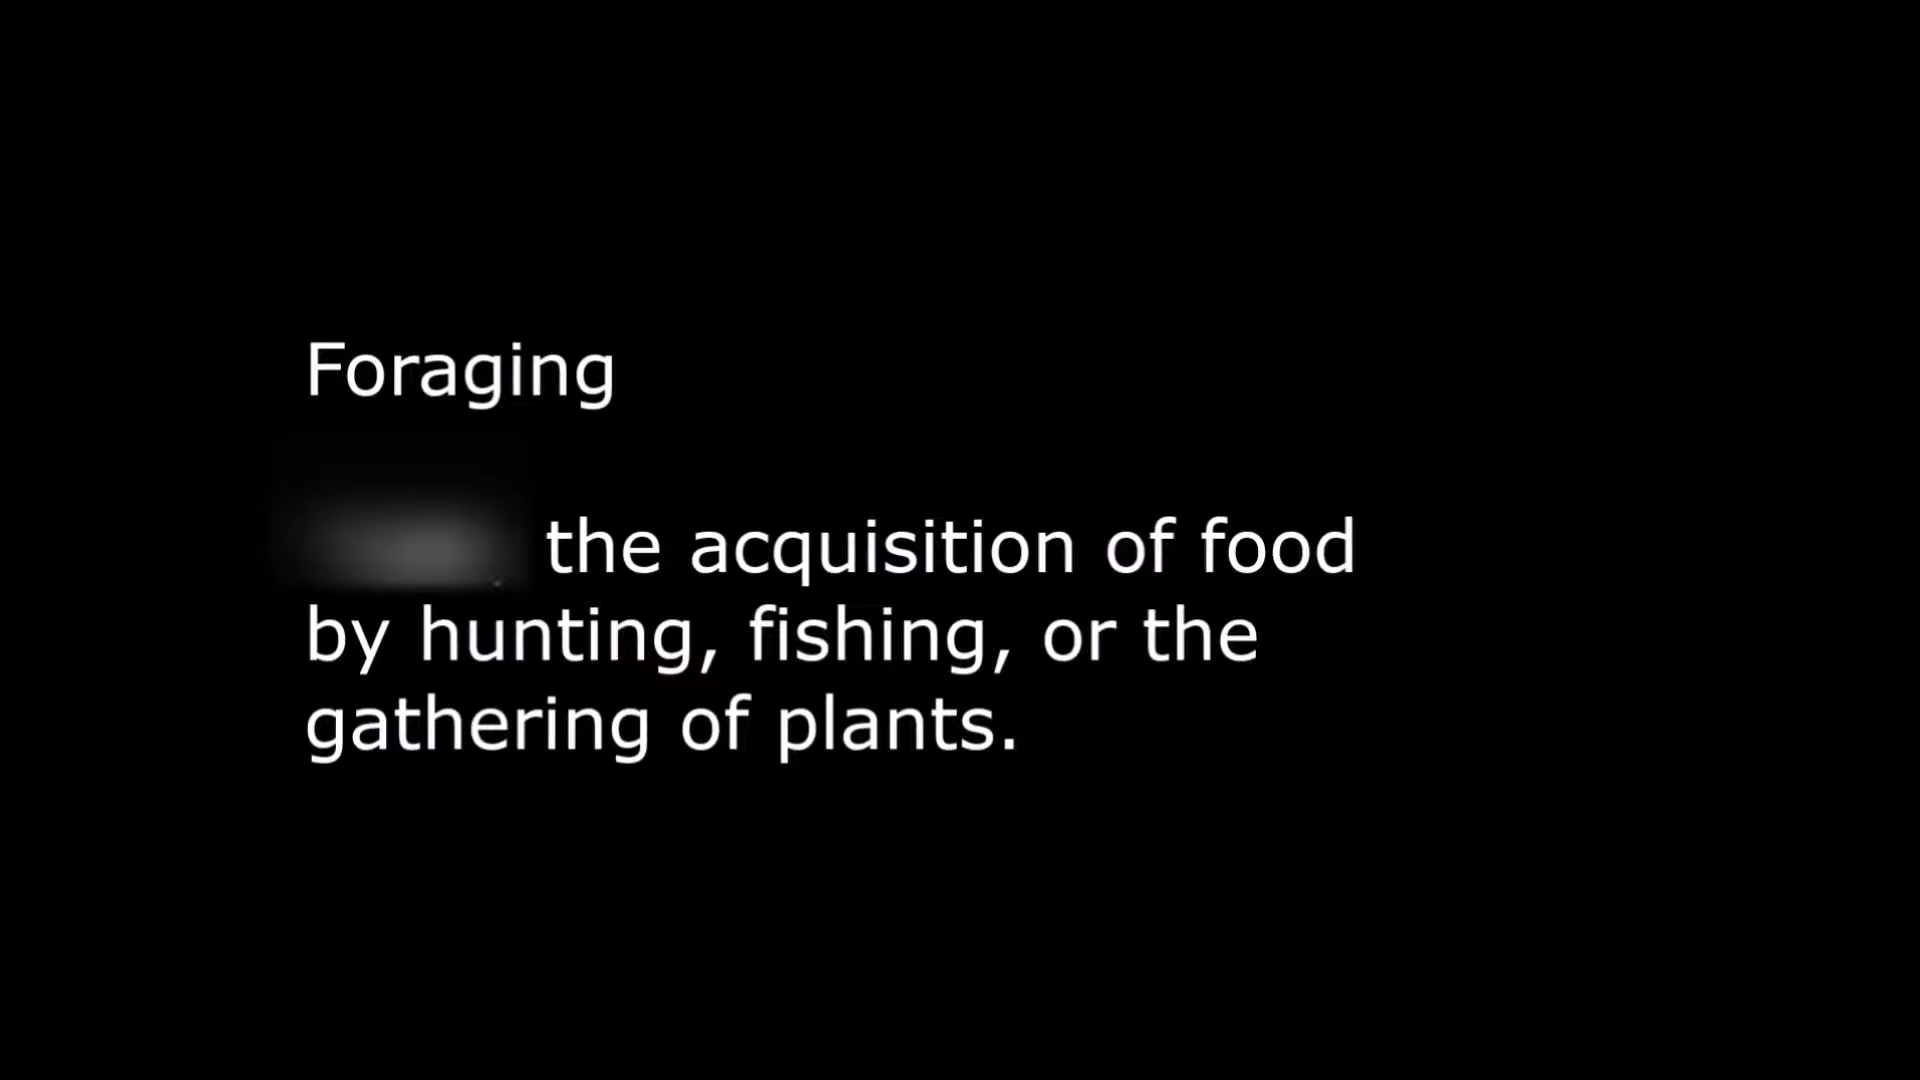 Foraging
the acquisition of food
by hunting, fishing, or the
gathering of plants.